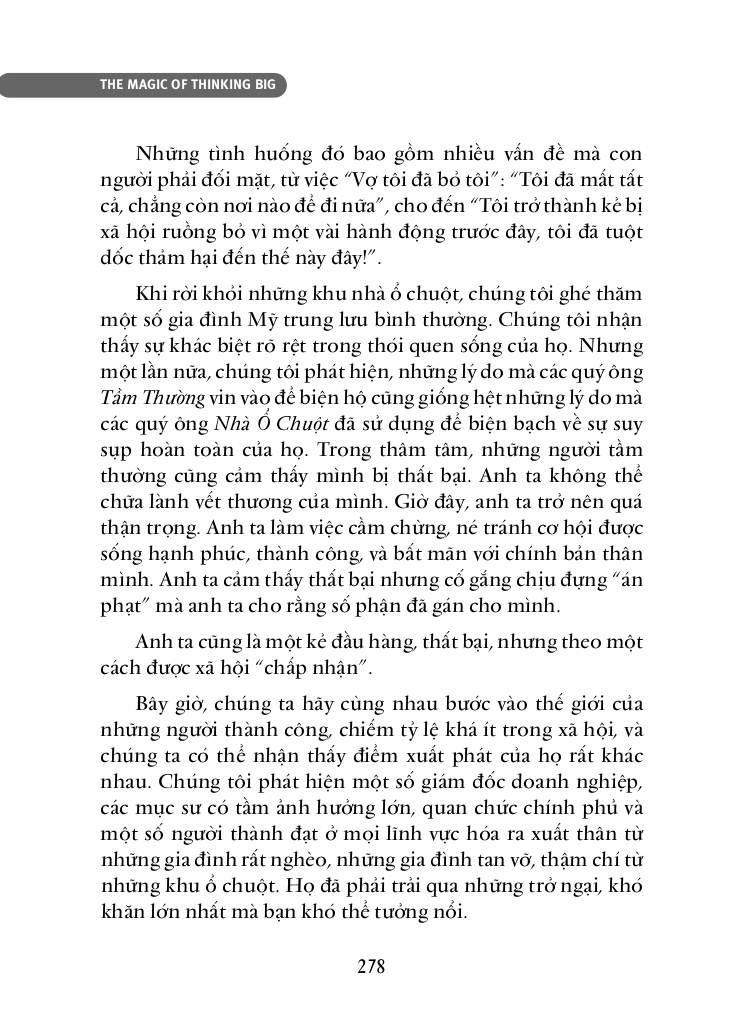 THE MAGIC OF THINKING BIG
Những tình huống đó bao gồm nhiều vấn đề mà con
người phải đối mặt, từ việc “Vợ tôi đã bỏ tôi”: “Tôi đã mất tất
cả, chẳng còn nơi nào để đi nữa”, cho đến “Tôi trở thành kẻ bị
xã hội ruồng bỏ vì một vài hành động trước đây, tôi đã tuột
dốc thảm hại đến thế này đây!”.
Khi rời khỏi những khu nhà ổ chuột, chúng tôi ghé thăm
một số gia đình Mỹ trung lưu bình thường. Chúng tôi nhận
thấy sự khác biệt rõ rệt trong thói quen sống của họ. Nhưng
một lần nữa, chúng tôi phát hiện, những lý do mà các quý ông
Tầm Thường vin vào để biện hộ cũng giống hệt những lý do mà
các quý ông Nhà Ổ Chuột đã sử dụng để biện bạch về sự suy
sụp hoàn toàn của họ. Trong thâm tâm, những người tầm
thường cũng cảm thấy mình bị thất bại. Anh ta không thể
chữa lành vết thương của mình. Giờ đây, anh ta trở nên quá
thận trọng. Anh ta làm việc cầm chừng, né tránh cơ hội được
sống hạnh phúc, thành công, và bất mãn với chính bản thân
mình. Anh ta cảm thấy thất bại nhưng cố gắng chịu đựng “án
phạt” mà anh ta cho rằng số phận đã gán cho mình.
Anh ta cũng là một kẻ đầu hàng, thất bại, nhưng theo một
cách được xã hội “chấp nhận”.
Bây giờ, chúng ta hãy cùng nhau bước vào thế giới của
những người thành công, chiếm tỷ lệ khá ít trong xã hội, và
chúng ta có thể nhận thấy điểm xuất phát của họ rất khác
nhau. Chúng tôi phát hiện một số giám đốc doanh nghiệp,
các mục sư có tầm ảnh hưởng lớn, quan chức chính phủ và
một số người thành đạt ở mọi lĩnh vực hóa ra xuất thân từ
những gia đình rất nghèo, những gia đình tan vỡ, thậm chí từ
những khu ổ chuột. Họ đã phải trải qua những trở ngại, khó
khăn lớn nhất mà bạn khó thể tưởng nổi.
278